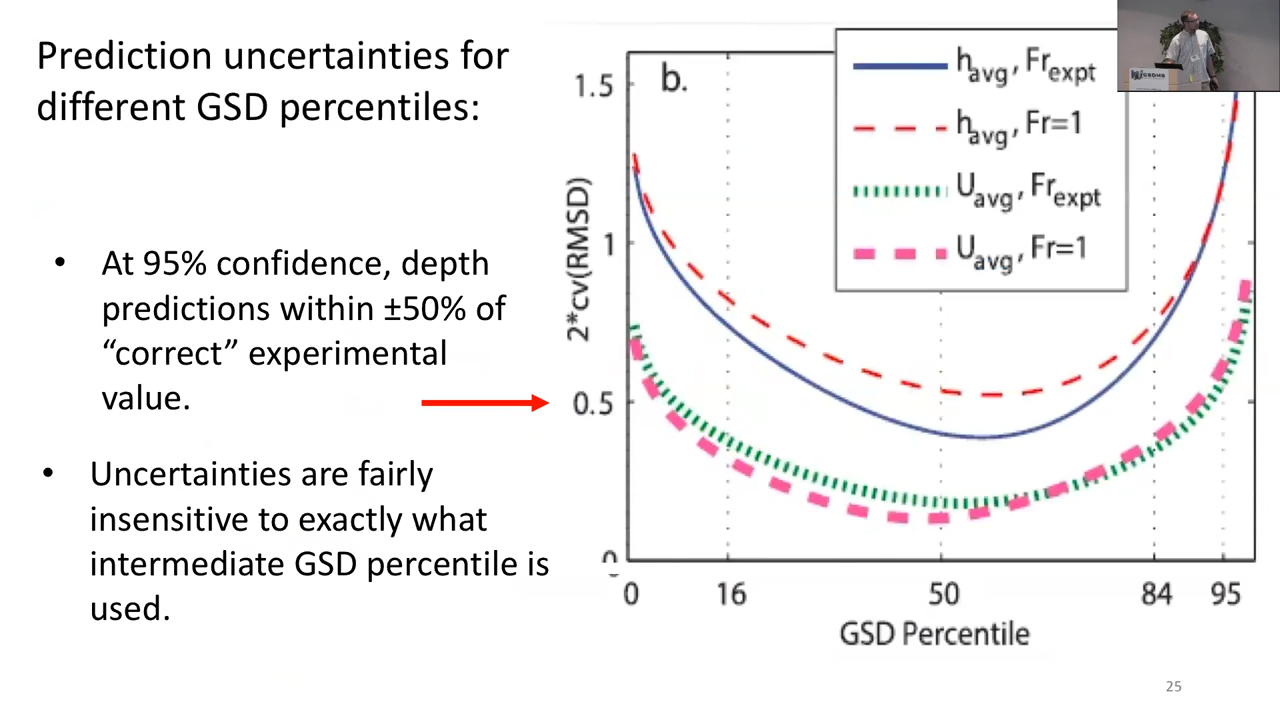 Prediction uncertainties for
different GSD percentiles:
• At 95% confidence, depth
predictions within ±50% of
“correct” experimental
value.
• Uncertainties are fairly
insensitive to exactly what
intermediate GSD percentile is
used.
b.
h_avg, Fr_expt
h_avg, Fr=1
U_avg, Fr_expt
U_avg, Fr=1
2*cv(RMSD)
1.5
1
0.5
0
0 16 50 84 95
GSD Percentile
25
CSDMS